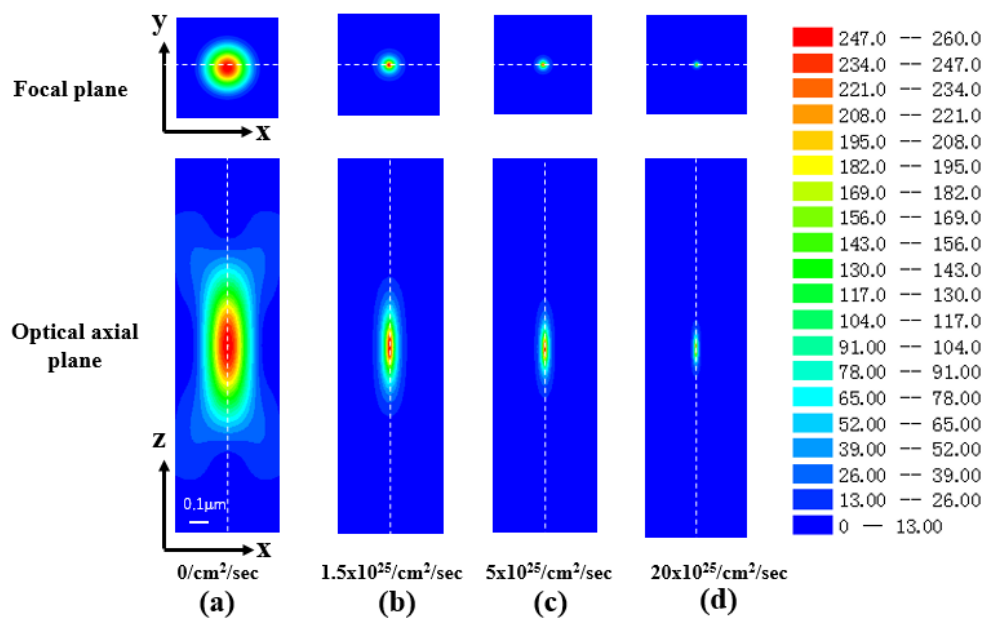 y
Focal plane
x
Optical axial
plane
z
0.1μm
x
0/cm²/sec
1.5x10²⁵/cm²/sec
5x10²⁵/cm²/sec
20x10²⁵/cm²/sec
(a)
(b)
(c)
(d)
247.0 -- 260.0
234.0 -- 247.0
221.0 -- 234.0
208.0 -- 221.0
195.0 -- 208.0
182.0 -- 195.0
169.0 -- 182.0
156.0 -- 169.0
143.0 -- 156.0
130.0 -- 143.0
117.0 -- 130.0
104.0 -- 117.0
91.00 -- 104.0
78.00 -- 91.00
65.00 -- 78.00
52.00 -- 65.00
39.00 -- 52.00
26.00 -- 39.00
13.00 -- 26.00
0 — 13.00